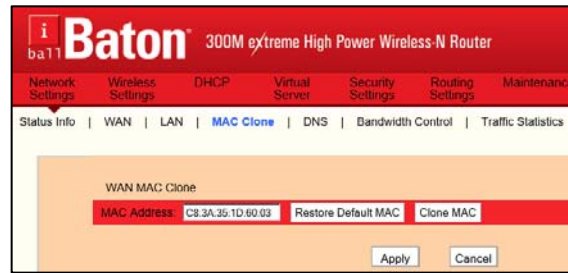 i ball Baton 300M extreme High Power Wireless-N Router
Network Settings Wireless Settings DHCP Virtual Server Security Settings Routing Settings Maintenanc
Status Info | WAN | LAN | MAC Clone | DNS | Bandwidth Control | Traffic Statistics
WAN MAC Clone
MAC Address: C8:3A:35:1D:60:03 Restore Default MAC Clone MAC
Apply Cancel